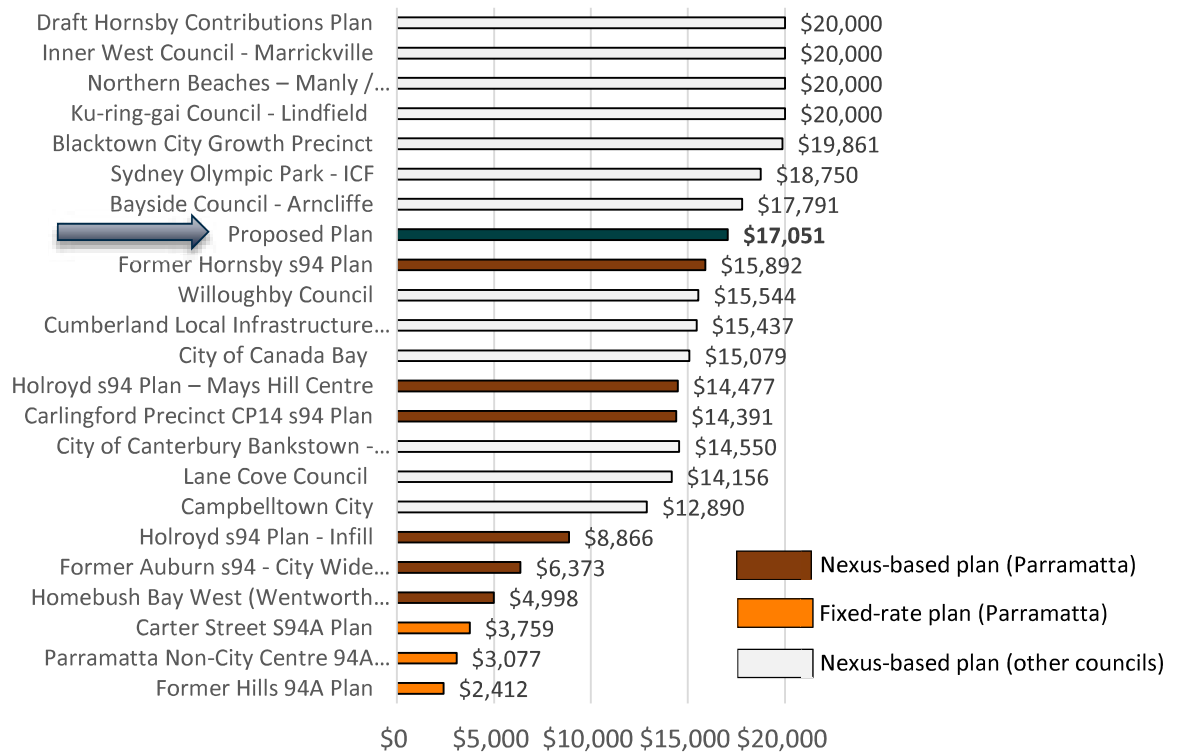 Draft Hornsby Contributions Plan $20,000
Inner West Council - Marrickville $20,000
Northern Beaches – Manly /... $20,000
Ku-ring-gai Council - Lindfield $20,000
Blacktown City Growth Precinct $19,861
Sydney Olympic Park - ICF $18,750
Bayside Council - Arncliffe $17,791
Proposed Plan $17,051
Former Hornsby s94 Plan $15,892
Willoughby Council $15,544
Cumberland Local Infrastructure... $15,437
City of Canada Bay $15,079
Holroyd s94 Plan – Mays Hill Centre $14,477
Carlingford Precinct CP14 s94 Plan $14,391
City of Canterbury Bankstown -... $14,550
Lane Cove Council $14,156
Campbelltown City $12,890
Holroyd s94 Plan - Infill $8,866
Former Auburn s94 - City Wide... $6,373
Homebush Bay West (Wentworth... $4,998
Carter Street S94A Plan $3,759
Parramatta Non-City Centre 94A... $3,077
Former Hills 94A Plan $2,412
Nexus-based plan (Parramatta)
Fixed-rate plan (Parramatta)
Nexus-based plan (other councils)
$0 $5,000 $10,000 $15,000 $20,000